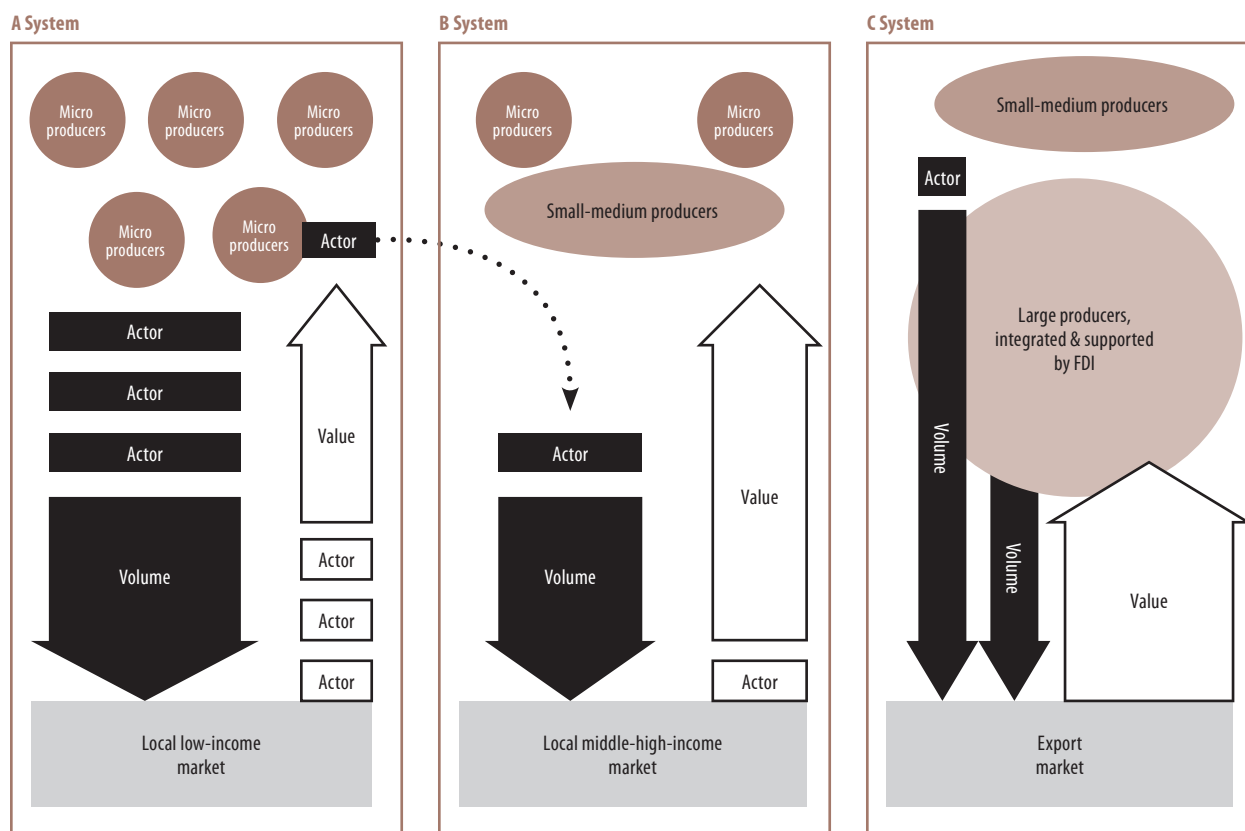 A System
Micro
producers
Micro
producers
Micro
producers
Micro
producers
Micro
producers
Actor
Actor
Actor
Actor
Value
Volume
Actor
Actor
Actor
Local low-income
market
B System
Micro
producers
Micro
producers
Small-medium producers
Actor
Value
Volume
Actor
Local middle-high-income
market
C System
Small-medium producers
Actor
Large producers,
integrated & supported
by FDI
Volume
Volume
Value
Export
market